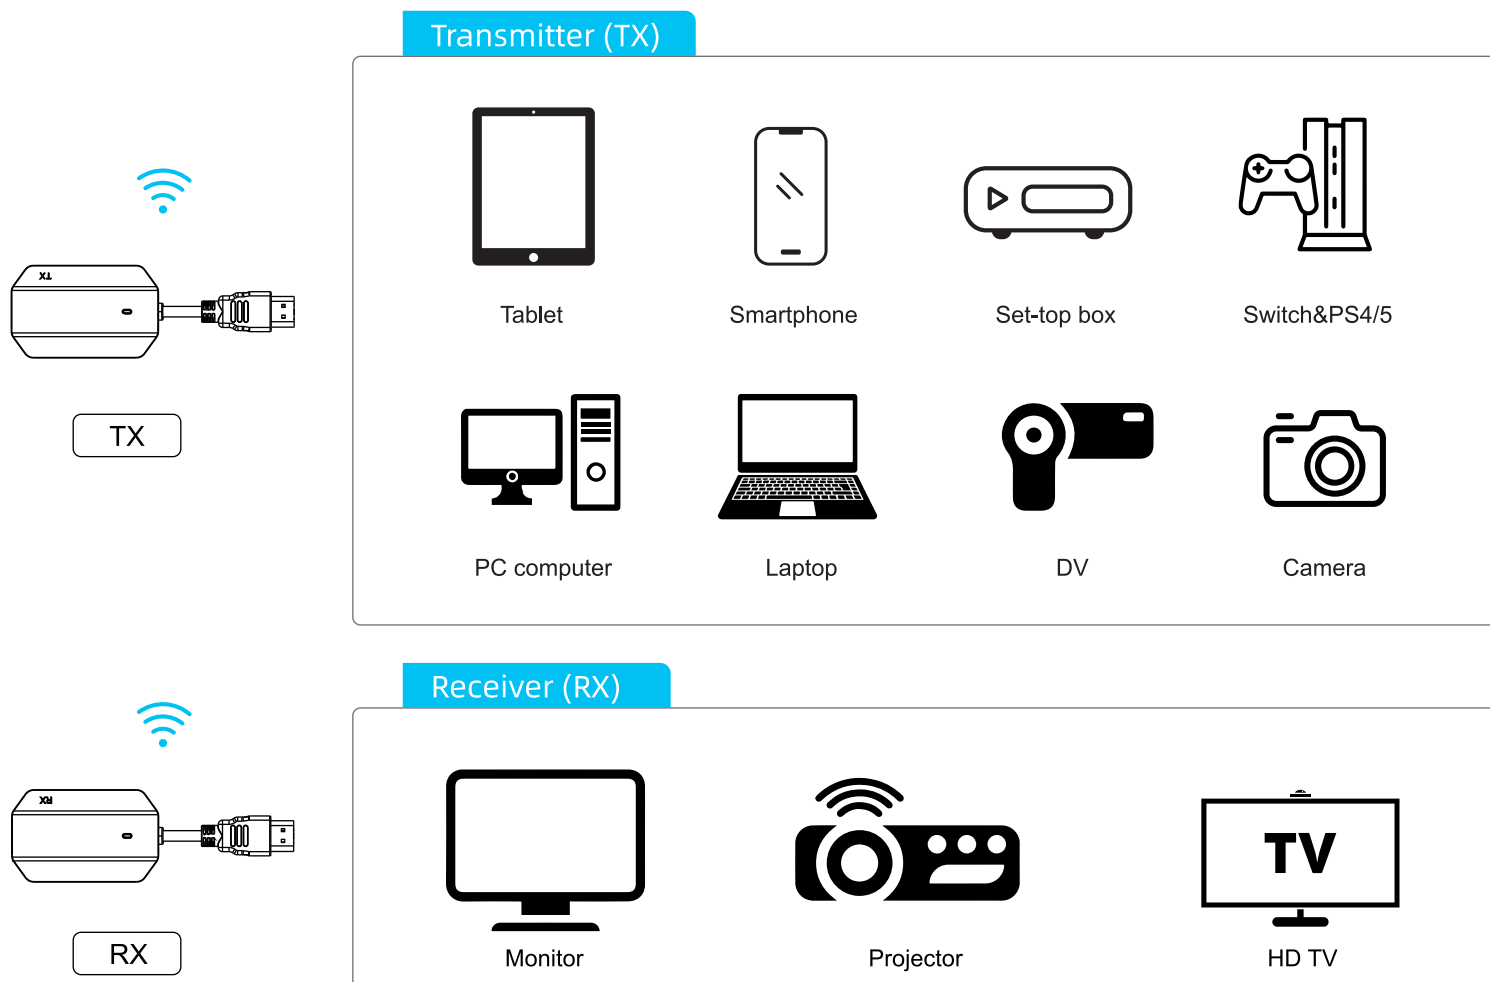 Transmitter (TX)
TX
Tablet
Smartphone
Set-top box
Switch&PS4/5
TX
PC computer
Laptop
DV
Camera
Receiver (RX)
RX
TV
RX
Monitor
Projector
HD TV